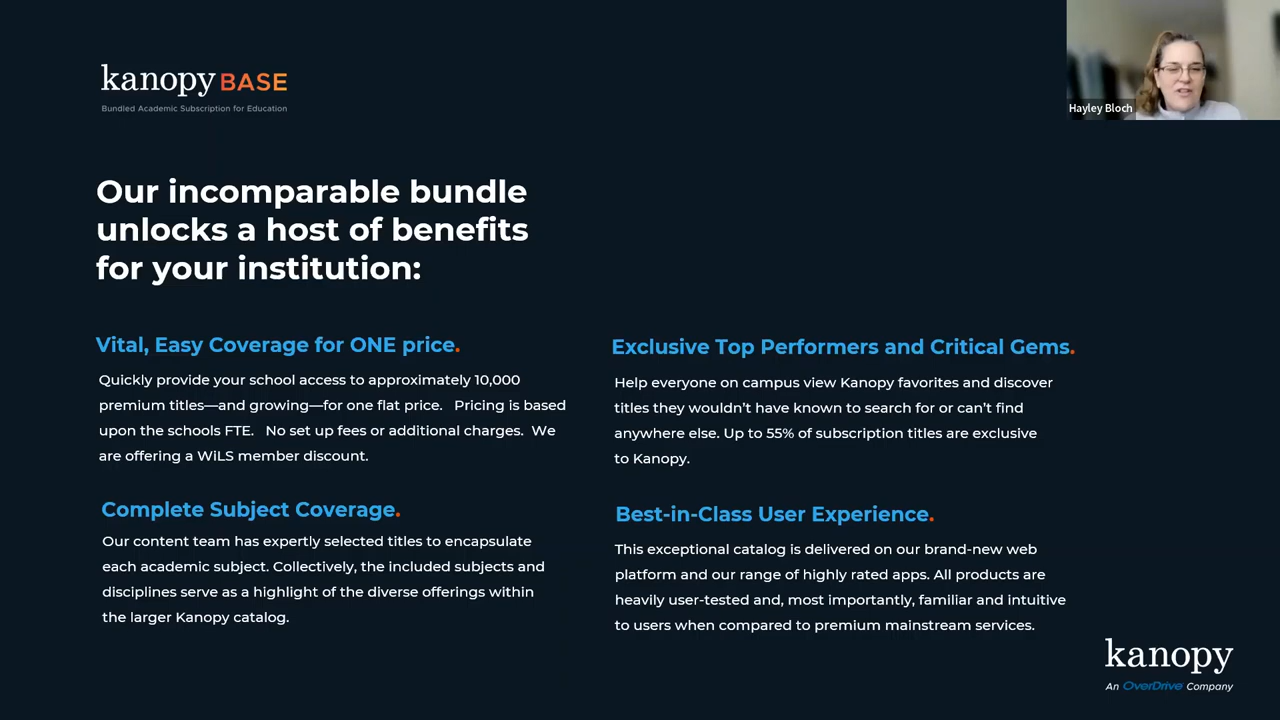 kanopy BASE
Bundled Academic Subscription for Education
Hayley Bloch
Our incomparable bundle
unlocks a host of benefits
for your institution:
Vital, Easy Coverage for ONE price.
Quickly provide your school access to approximately 10,000
premium titles—and growing—for one flat price. Pricing is based
upon the schools FTE. No set up fees or additional charges. We
are offering a WiLS member discount.
Exclusive Top Performers and Critical Gems.
Help everyone on campus view Kanopy favorites and discover
titles they wouldn’t have known to search for or can’t find
anywhere else. Up to 55% of subscription titles are exclusive
to Kanopy.
Complete Subject Coverage.
Our content team has expertly selected titles to encapsulate
each academic subject. Collectively, the included subjects and
disciplines serve as a highlight of the diverse offerings within
the larger Kanopy catalog.
Best-in-Class User Experience.
This exceptional catalog is delivered on our brand-new web
platform and our range of highly rated apps. All products are
heavily user-tested and, most importantly, familiar and intuitive
to users when compared to premium mainstream services.
kanopy
An OverDrive Company